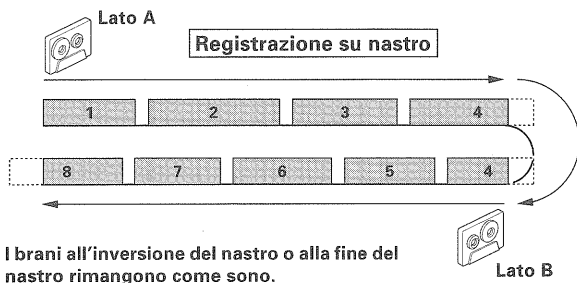 Lato A
Registrazione su nastro
1 2 3 4
8 7 6 5 4
I brani all'inversione del nastro o alla fine del
nastro rimangono come sono.
Lato B